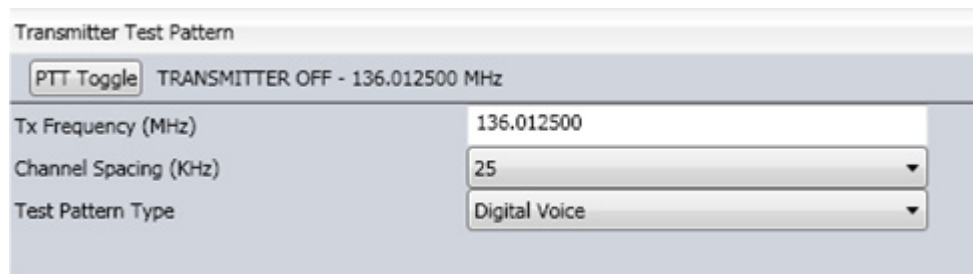 Transmitter Test Pattern
PTT Toggle TRANSMITTER OFF - 136.012500 MHz
Tx Frequency (MHz) 136.012500
Channel Spacing (KHz) 25
Test Pattern Type Digital Voice